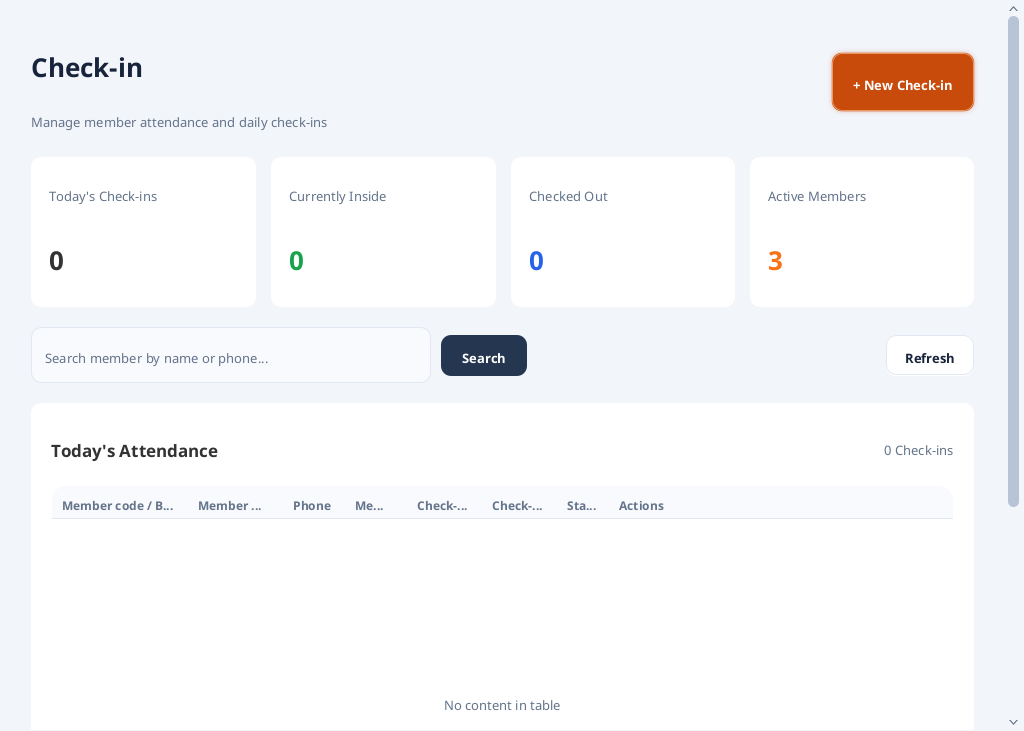 Check-in
+ New Check-in
Manage member attendance and daily check-ins
Today's Check-ins
Currently Inside
Checked Out
Active Members
0
0
0
3
Search member by name or phone...
Search
Refresh
Today's Attendance
0 Check-ins
Member code / B... Member ... Phone Me... Check-... Check-... Sta... Actions
No content in table